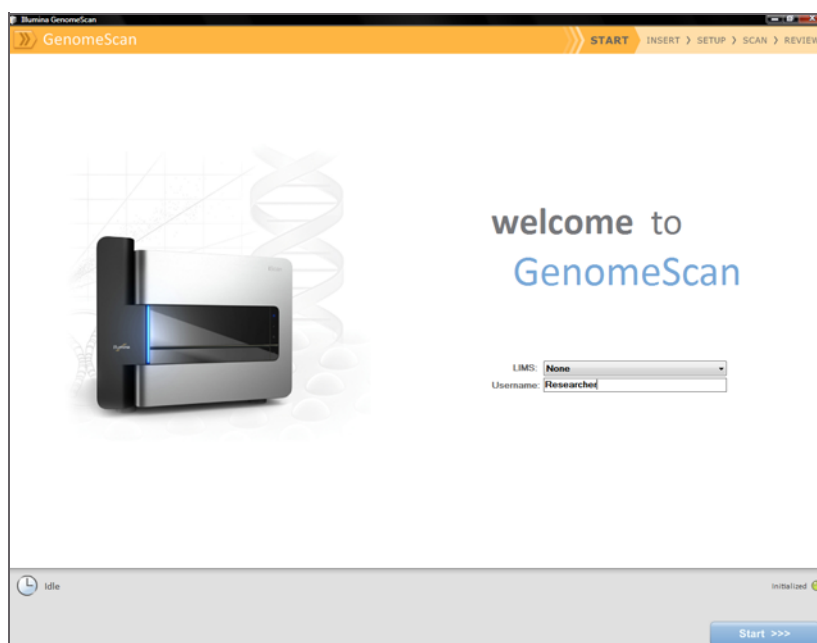 Illumina GenomeScan
GenomeScan
START INSERT > SETUP > SCAN > REVIEW
welcome to
GenomeScan
LIMS: None
Username: Researcher
Idle
Initialized
Start >>>